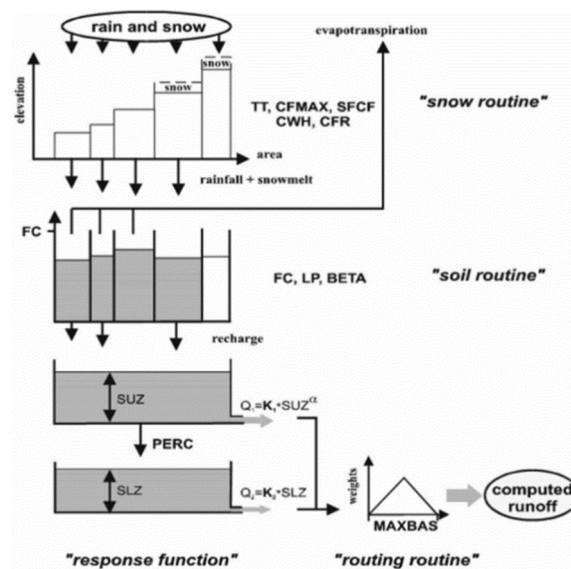 rain and snow
evapotranspiration
elevation
snow
snow
TT, CFMAX, SFCF
CWH, CFR
"snow routine"
area
rainfall + snowmelt
FC
FC, LP, BETA
"soil routine"
recharge
SUZ
Q₁=K₁*SUZ^α
PERC
SLZ
Q₂=K₂*SLZ
weights
MAXBAS
computed
runoff
"response function"
"routing routine"